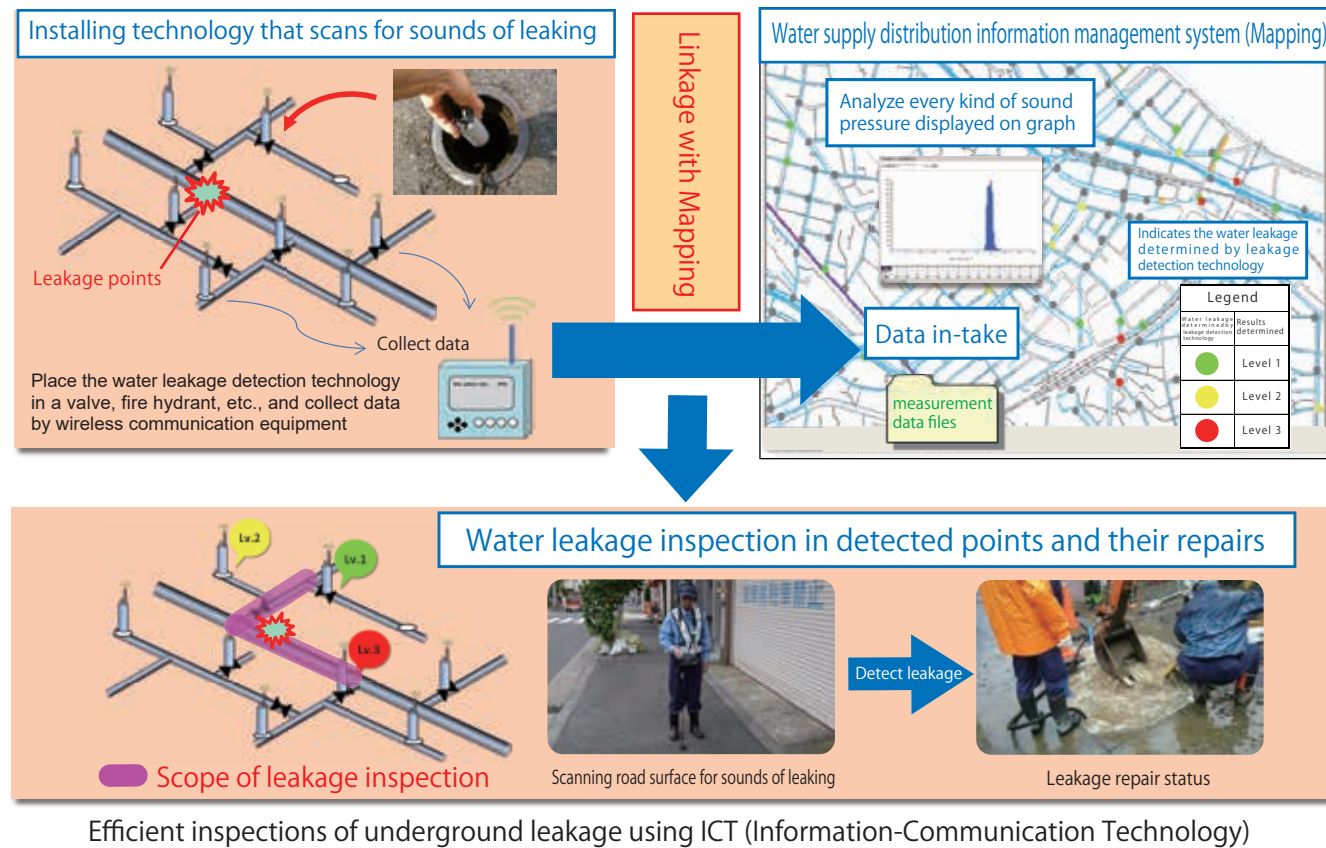 Installing technology that scans for sounds of leaking
Leakage points
Collect data
Place the water leakage detection technology
in a valve, fire hydrant, etc., and collect data
by wireless communication equipment
Linkage with Mapping
Water supply distribution information management system (Mapping)
Analyze every kind of sound
pressure displayed on graph
Indicates the water leakage
determined by leakage
detection technology
Legend
Water leakage
determinedby
leakage detection
technology
Results
determined
Level 1
Level 2
Level 3
Data in-take
measurement
data files
Water leakage inspection in detected points and their repairs
Lv.2
Lv.1
Lv.3
Scope of leakage inspection
Scanning road surface for sounds of leaking
Detect leakage
Leakage repair status
Efficient inspections of underground leakage using ICT (Information-Communication Technology)